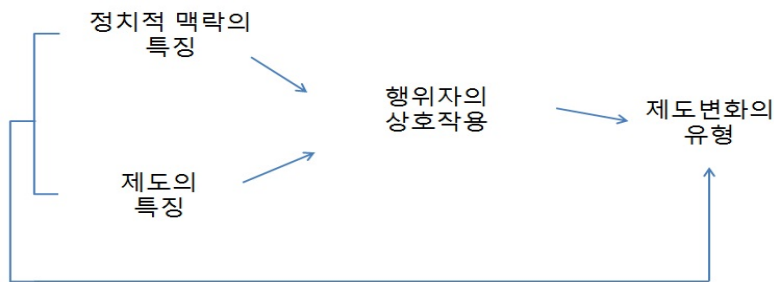 정치적 맥락의
특징
행위자의
상호작용
제도변화의
유형
제도의
특징